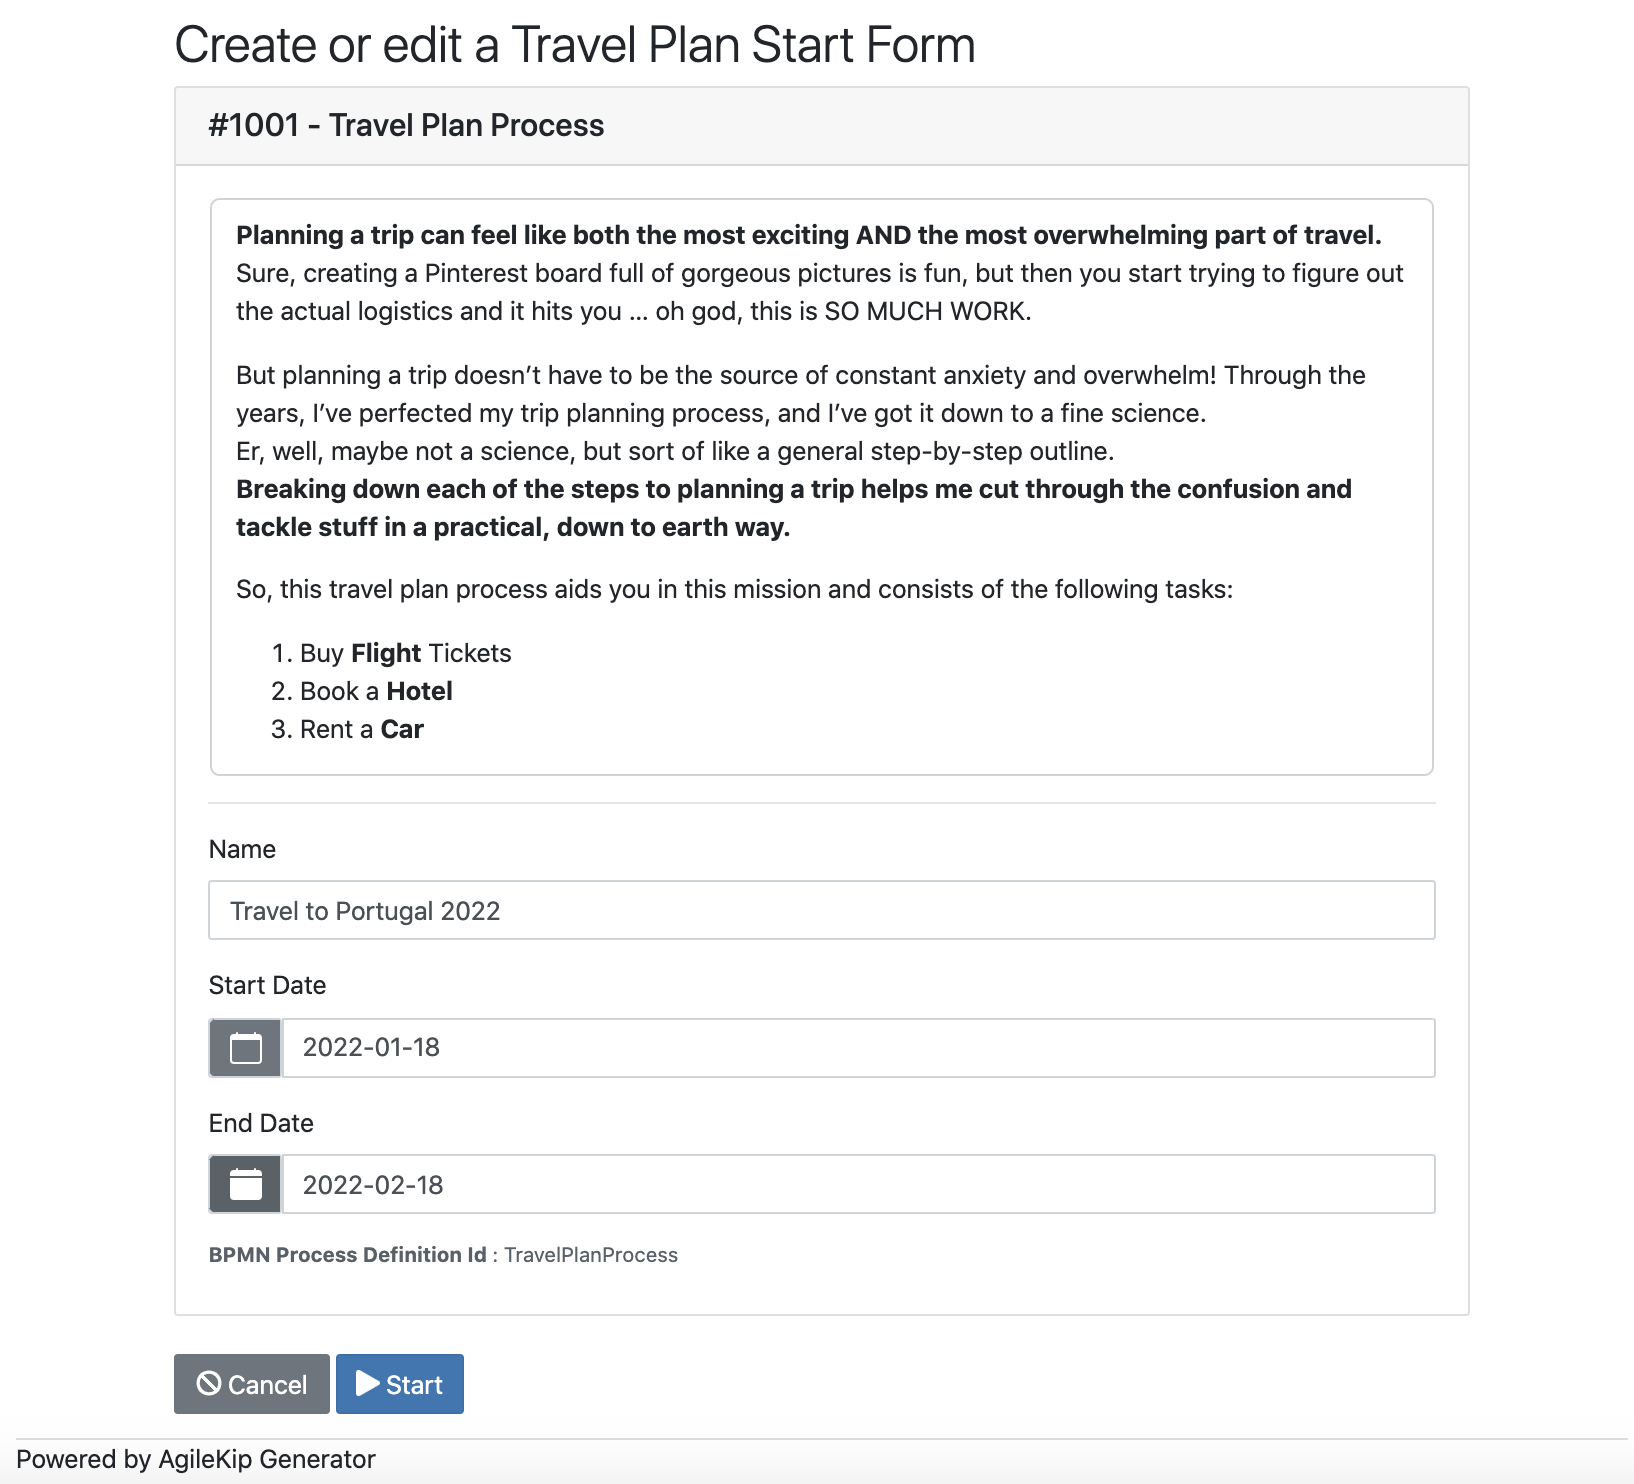 Create or edit a Travel Plan Start Form
#1001 - Travel Plan Process
Planning a trip can feel like both the most exciting AND the most overwhelming part of travel.
Sure, creating a Pinterest board full of gorgeous pictures is fun, but then you start trying to figure out
the actual logistics and it hits you … oh god, this is SO MUCH WORK.
But planning a trip doesn’t have to be the source of constant anxiety and overwhelm! Through the
years, I’ve perfected my trip planning process, and I’ve got it down to a fine science.
Er, well, maybe not a science, but sort of like a general step-by-step outline.
Breaking down each of the steps to planning a trip helps me cut through the confusion and
tackle stuff in a practical, down to earth way.
So, this travel plan process aids you in this mission and consists of the following tasks:
1. Buy Flight Tickets
2. Book a Hotel
3. Rent a Car
Name
Travel to Portugal 2022
Start Date
2022-01-18
End Date
2022-02-18
BPMN Process Definition Id : TravelPlanProcess
Cancel Start
Powered by AgileKip Generator